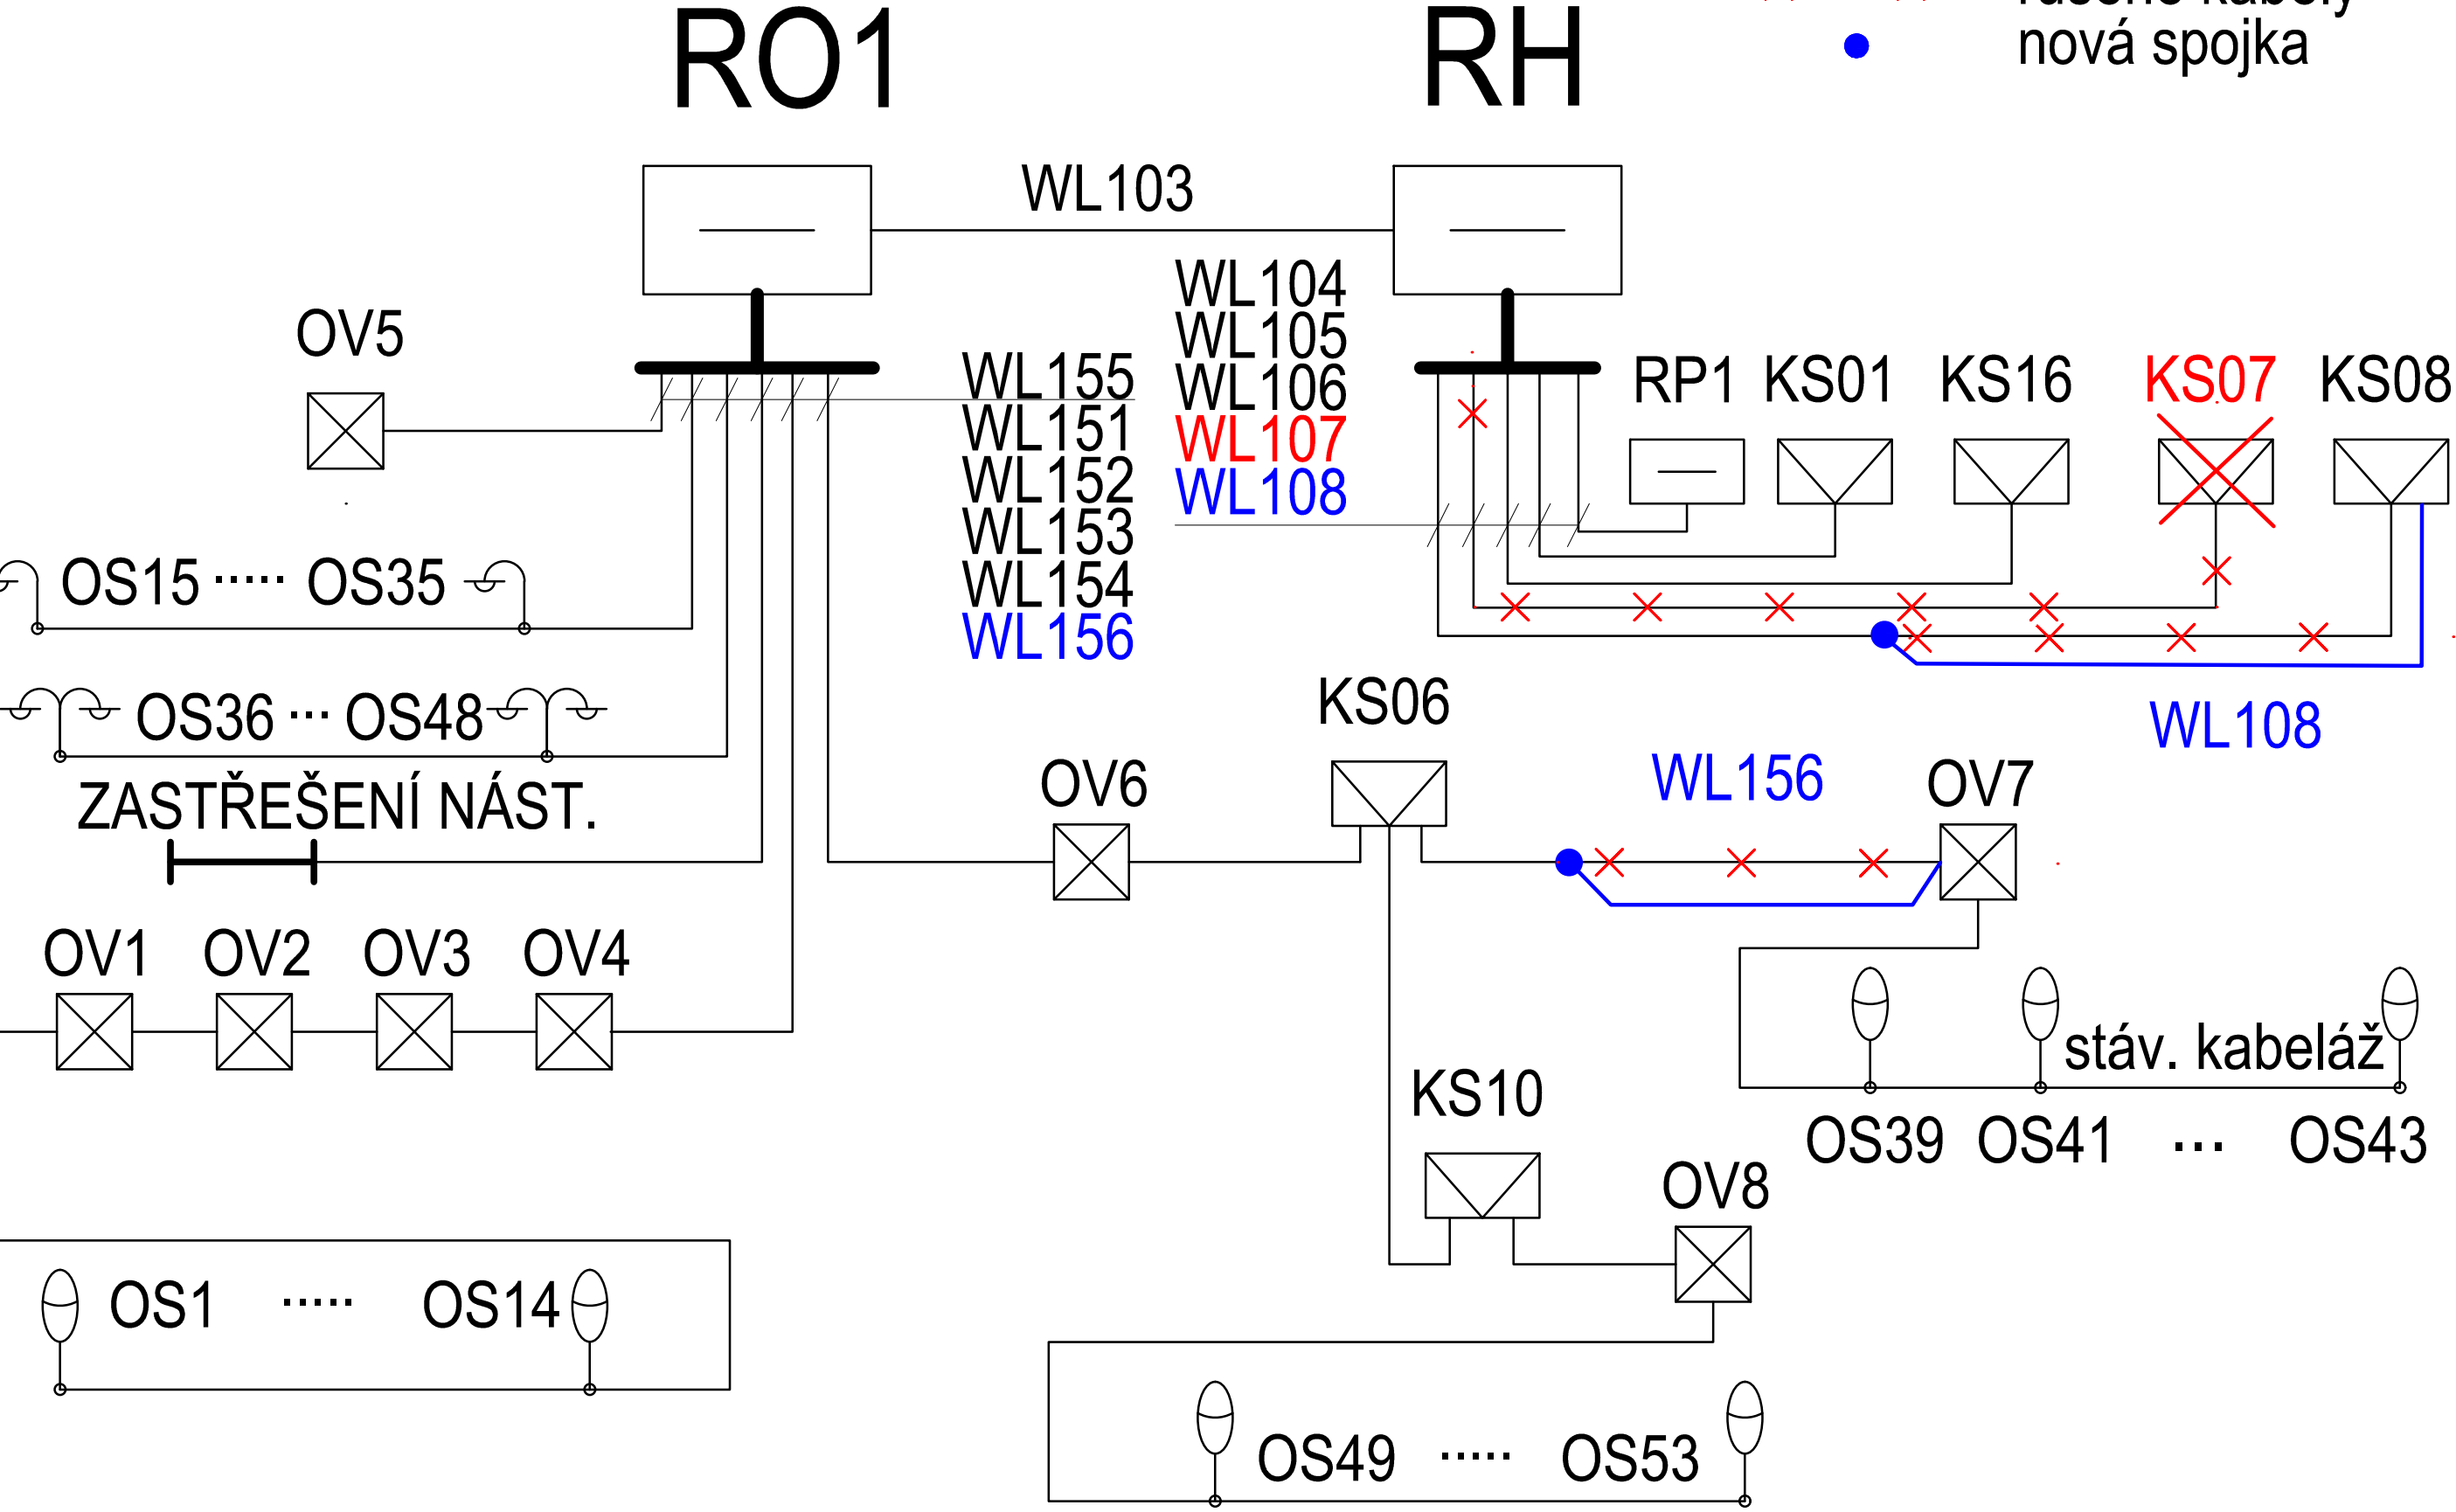 RO1
RH
nová spojka
WL103
WL104
WL105
WL106
WL107
WL108
OV5
WL155
WL151
WL152
WL153
WL154
WL156
RP1
KS01
KS16
KS07
KS08
OS15 ····· OS35
OS36 ··· OS48
ZASTŘEŠENÍ NÁST.
KS06
WL108
OV6
WL156
OV7
OV1
OV2
OV3
OV4
stáv. kabeláž
KS10
OS39 OS41 ... OS43
OV8
OS1 ····· OS14
OS49 ····· OS53